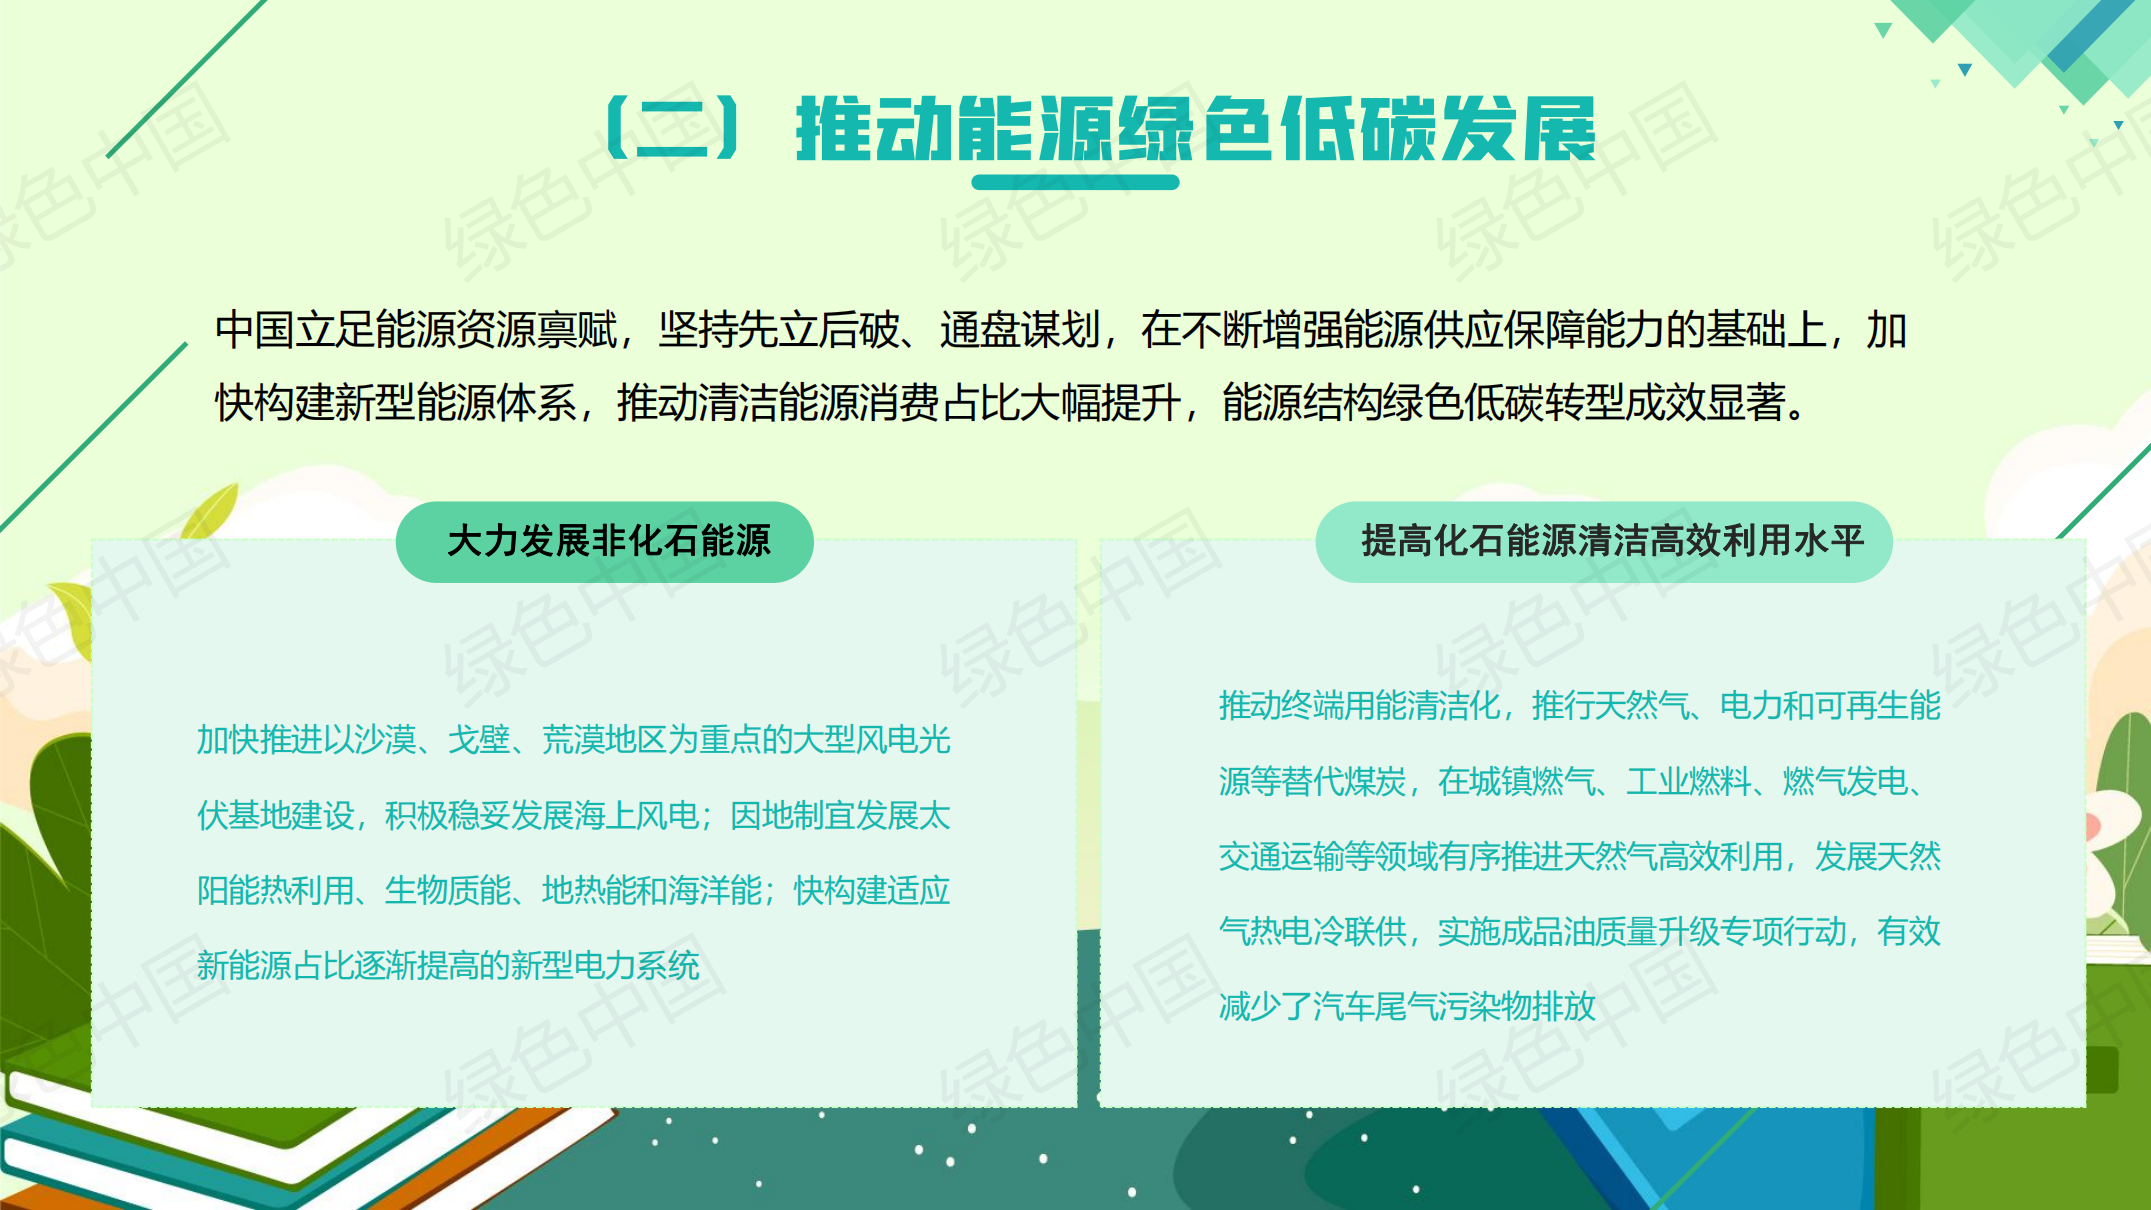 （二）推动能源绿色低碳发展
中国立足能源资源禀赋，坚持先立后破、通盘谋划，在不断增强能源供应保障能力的基础上，加
快构建新型能源体系，推动清洁能源消费占比大幅提升，能源结构绿色低碳转型成效显著。
大力发展非化石能源
加快推进以沙漠、戈壁、荒漠地区为重点的大型风电光
伏基地建设，积极稳妥发展海上风电；因地制宜发展太
阳能热利用、生物质能、地热能和海洋能；快构建适应
新能源占比逐渐提高的新型电力系统
提高化石能源清洁高效利用水平
推动终端用能清洁化，推行天然气、电力和可再生能
源等替代煤炭，在城镇燃气、工业燃料、燃气发电、
交通运输等领域有序推进天然气高效利用，发展天然
气热电冷联供，实施成品油质量升级专项行动，有效
减少了汽车尾气污染物排放
绿色中国